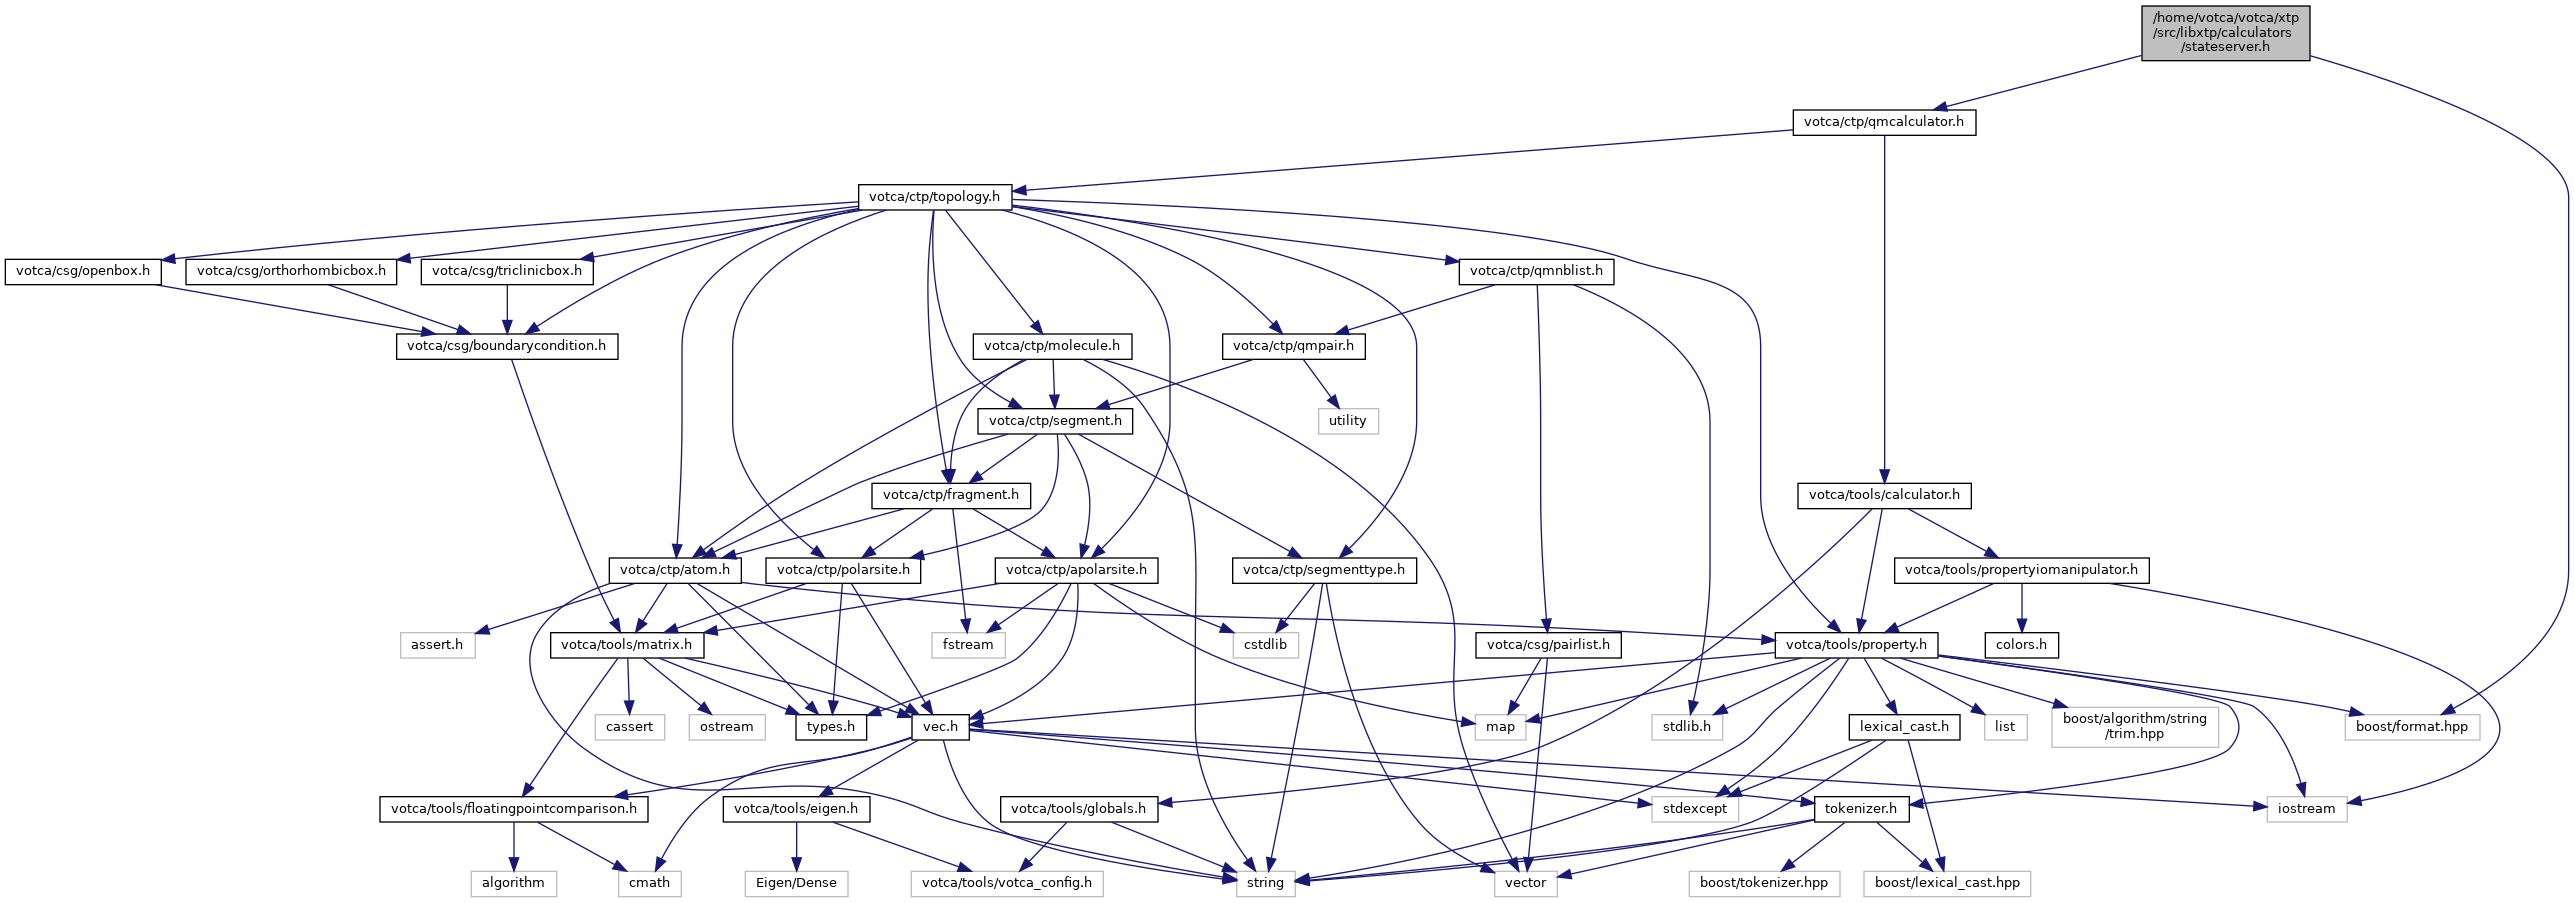 /home/votca/votca/xtp
/src/libxtp/calculators
/stateserver.h
votca/ctp/qmcalculator.h
votca/ctp/topology.h
votca/csg/openbox.h
votca/csg/orthorhombicbox.h
votca/csg/triclinicbox.h
votca/ctp/qmnblist.h
votca/csg/boundarycondition.h
votca/ctp/molecule.h
votca/ctp/qmpair.h
votca/ctp/segment.h
utility
votca/ctp/fragment.h
votca/tools/calculator.h
votca/ctp/atom.h
votca/ctp/polarsite.h
votca/ctp/apolarsite.h
votca/ctp/segmenttype.h
votca/tools/propertyiomanipulator.h
assert.h
votca/tools/matrix.h
fstream
cstdlib
votca/csg/pairlist.h
votca/tools/property.h
colors.h
cassert
ostream
types.h
vec.h
map
stdlib.h
lexical_cast.h
list
boost/algorithm/string
/trim.hpp
boost/format.hpp
votca/tools/floatingpointcomparison.h
votca/tools/eigen.h
votca/tools/globals.h
stdexcept
tokenizer.h
iostream
algorithm
cmath
Eigen/Dense
votca/tools/votca_config.h
string
vector
boost/tokenizer.hpp
boost/lexical_cast.hpp